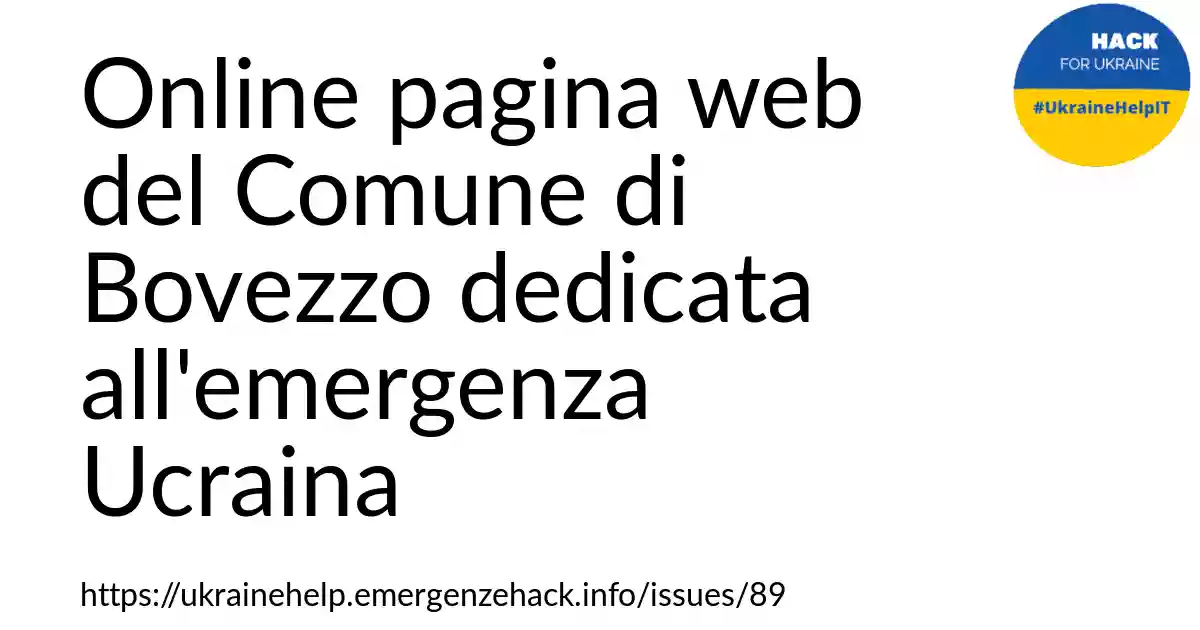 Online pagina web
del Comune di
Bovezzo dedicata
all'emergenza
Ucraina
https://ukrainehelp.emergenzehack.info/issues/89
HACK
FOR UKRAINE
#UkraineHelpIT